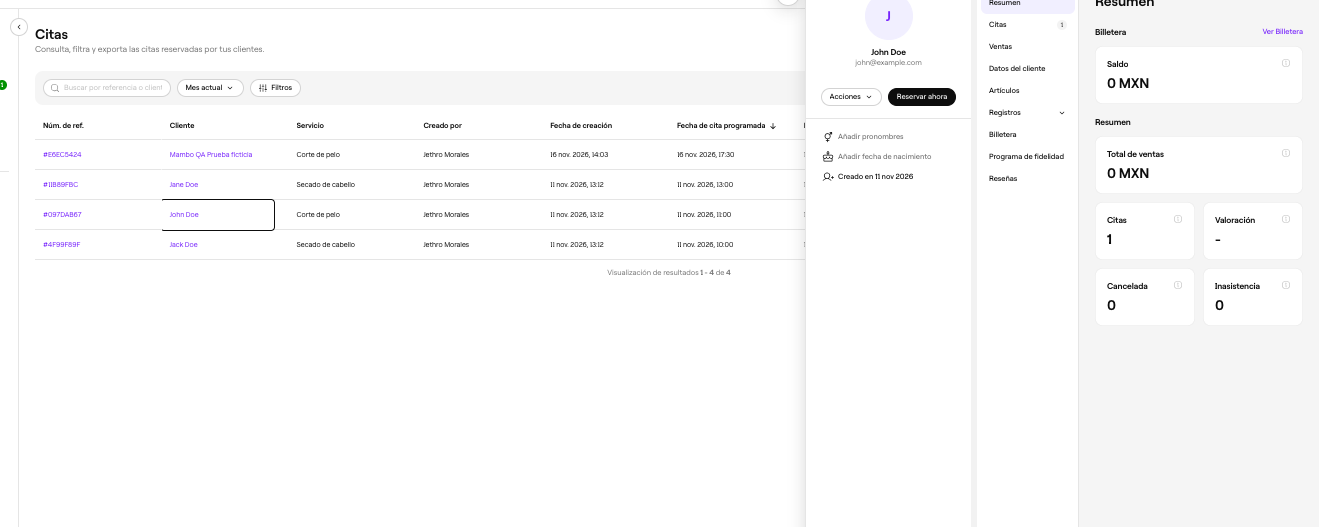 Citas
Consulta, filtra y exporta las citas reservadas por tus clientes.
1
Buscar por referencia o client
Mes actual
Filtros
Núm. de ref. Cliente Servicio Creado por Fecha de creación Fecha de cita programada
#E6EC5424 Mambo QA Prueba ficticia Corte de pelo Jethro Morales 16 nov. 2026, 14:03 16 nov. 2026, 17:30
#11B89FBC Jane Doe Secado de cabello Jethro Morales 11 nov. 2026, 13:12 11 nov. 2026, 13:00
#097DAB67 John Doe Corte de pelo Jethro Morales 11 nov. 2026, 13:12 11 nov. 2026, 11:00
#4F99F89F Jack Doe Secado de cabello Jethro Morales 11 nov. 2026, 13:12 11 nov. 2026, 10:00
Visualización de resultados 1 - 4 de 4
J
John Doe
john@example.com
Acciones
Reservar ahora
Añadir pronombres
Añadir fecha de nacimiento
Creado en 11 nov 2026
Resumen
Citas 1
Ventas
Datos del cliente
Artículos
Registros
Billetera
Programa de fidelidad
Reseñas
Resumen
Billetera Ver Billetera
Saldo
0 MXN
Resumen
Total de ventas
0 MXN
Citas
1
Valoración
-
Cancelada
0
Inasistencia
0